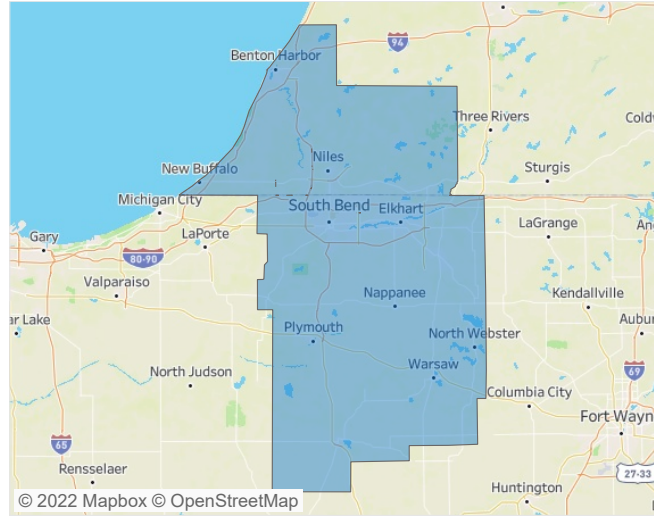 94
Benton Harbor
Three Rivers
Cold
Niles
New Buffalo
Sturgis
Michigan City
South Bend
Elkhart
LaGrange
An
Gary
LaPorte
80-90
Valparaiso
Nappanee
Kendallville
ar Lake
Plymouth
North Webster
Aubur
North Judson
Warsaw
69
Columbia City
65
Fort Wayn
Rensselaer
27-33
Huntington
© 2022 Mapbox © OpenStreetMap